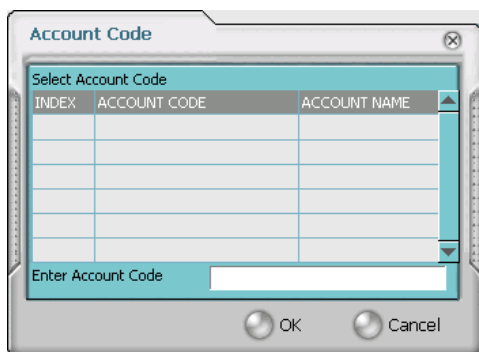 Account Code
Select Account Code
INDEX ACCOUNT CODE ACCOUNT NAME
Enter Account Code
OK Cancel